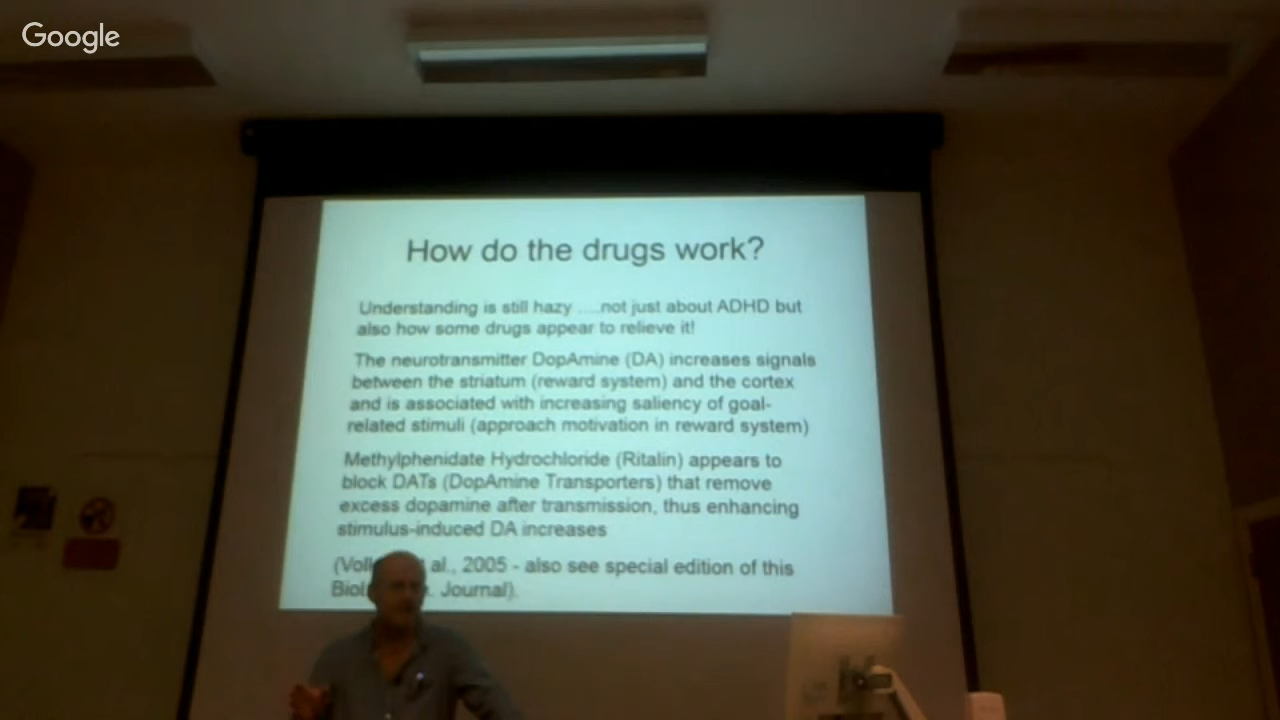 Google
How do the drugs work?
Understanding is still hazy ....not just about ADHD but
also how some drugs appear to relieve it!
The neurotransmitter DopAmine (DA) increases signals
between the striatum (reward system) and the cortex
and is associated with increasing saliency of goal-
related stimuli (approach motivation in reward system)
Methylphenidate Hydrochloride (Ritalin) appears to
block DATs (DopAmine Transporters) that remove
excess dopamine after transmission, thus enhancing
stimulus-induced DA increases
al., 2005 - also see special edition of this
Journal).